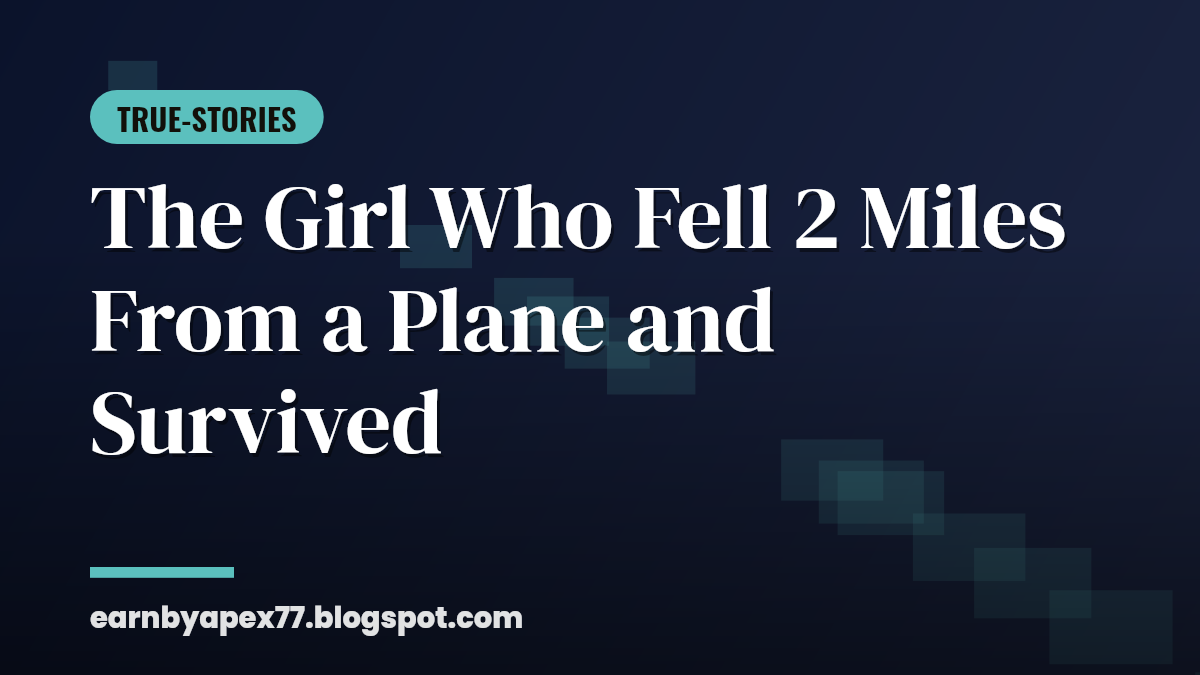 TRUE-STORIES
The Girl Who Fell 2 Miles
From a Plane and
Survived
earnbyapex77.blogspot.com